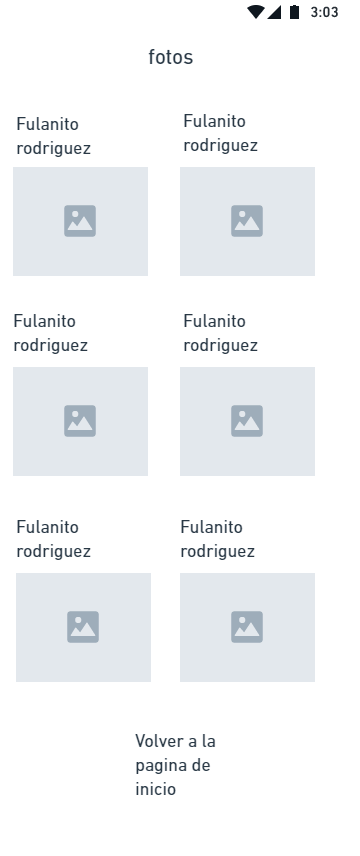 3:03
fotos
Fulanito
rodriguez
Fulanito
rodriguez
Fulanito
rodriguez
Fulanito
rodriguez
Fulanito
rodriguez
Fulanito
rodriguez
Volver a la
pagina de
inicio